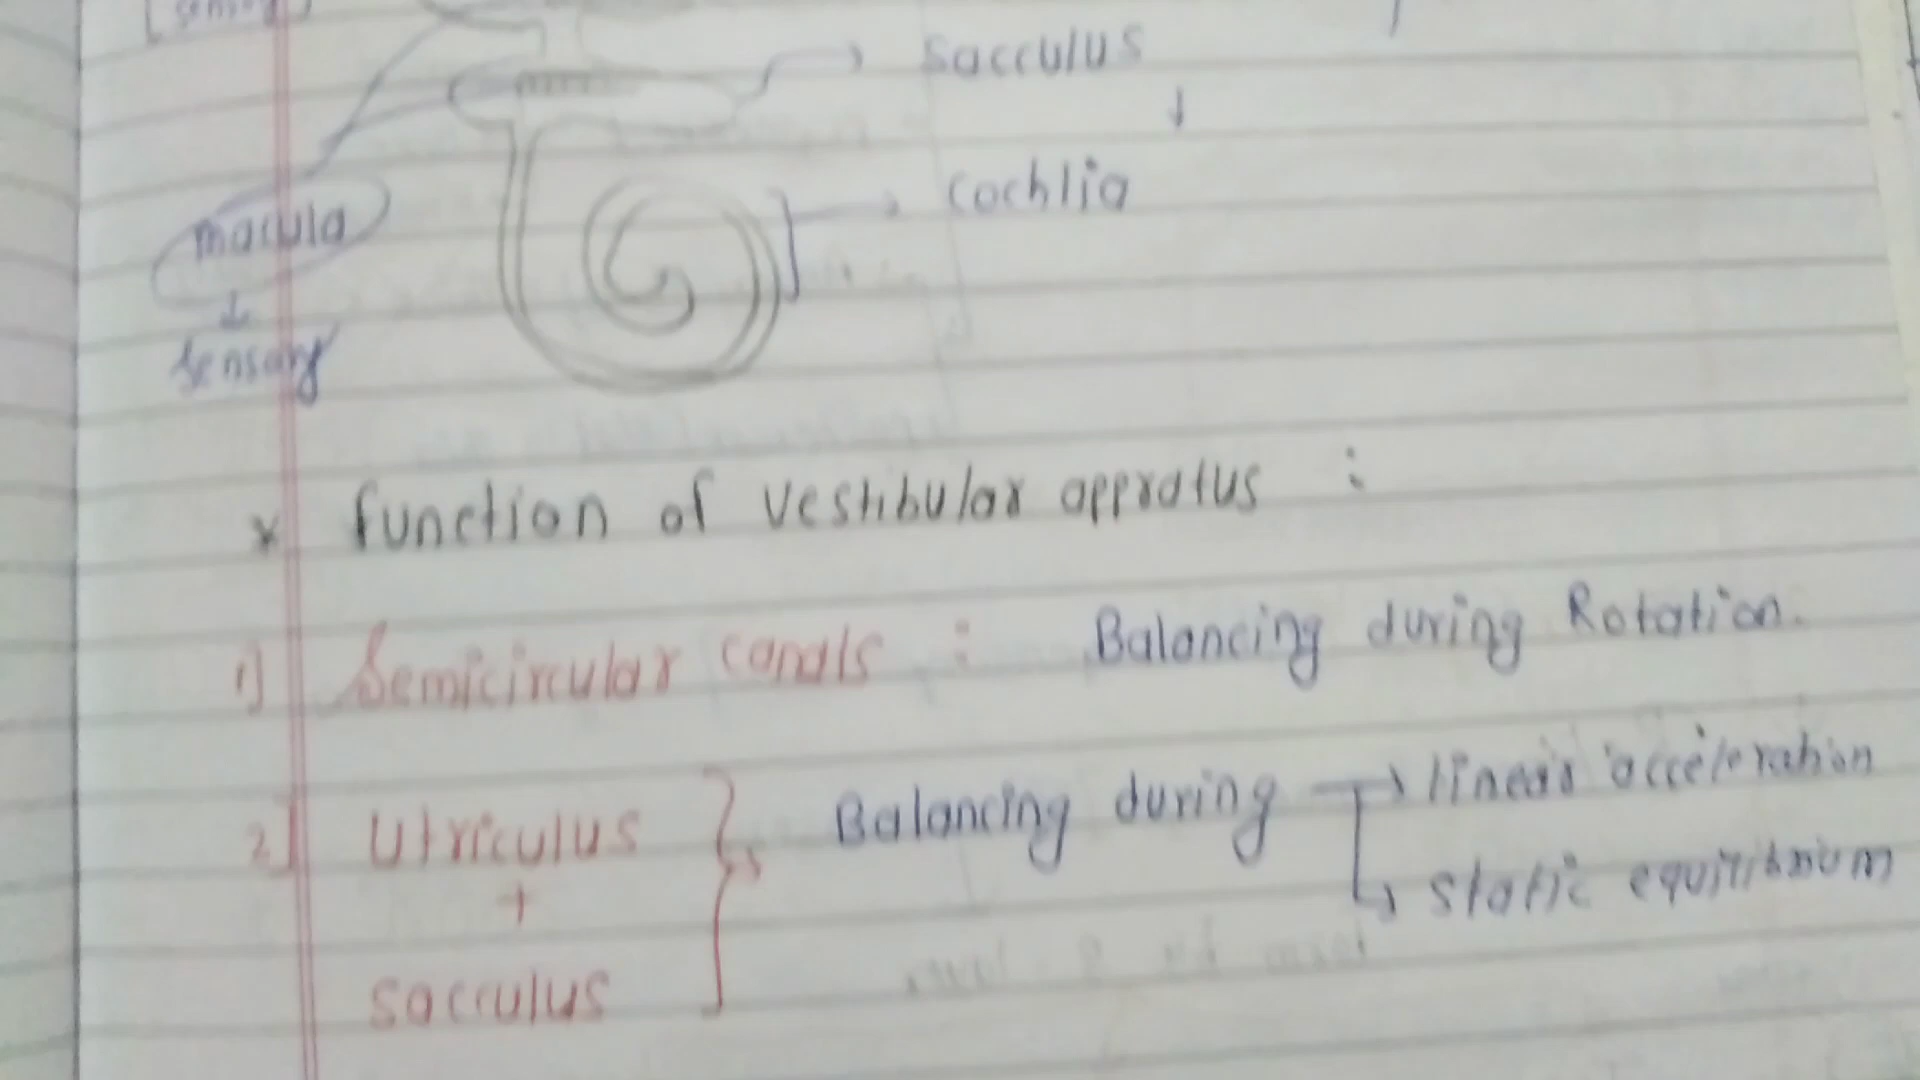 sacculus
↓
cochlia
macula
↓
sensory
* function of vestibular appratus :
1) Semicircular canals : Balancing during Rotation.
2) Utriculus + sacculus } → Balancing during → linear acceleration
↳ static equilibrium